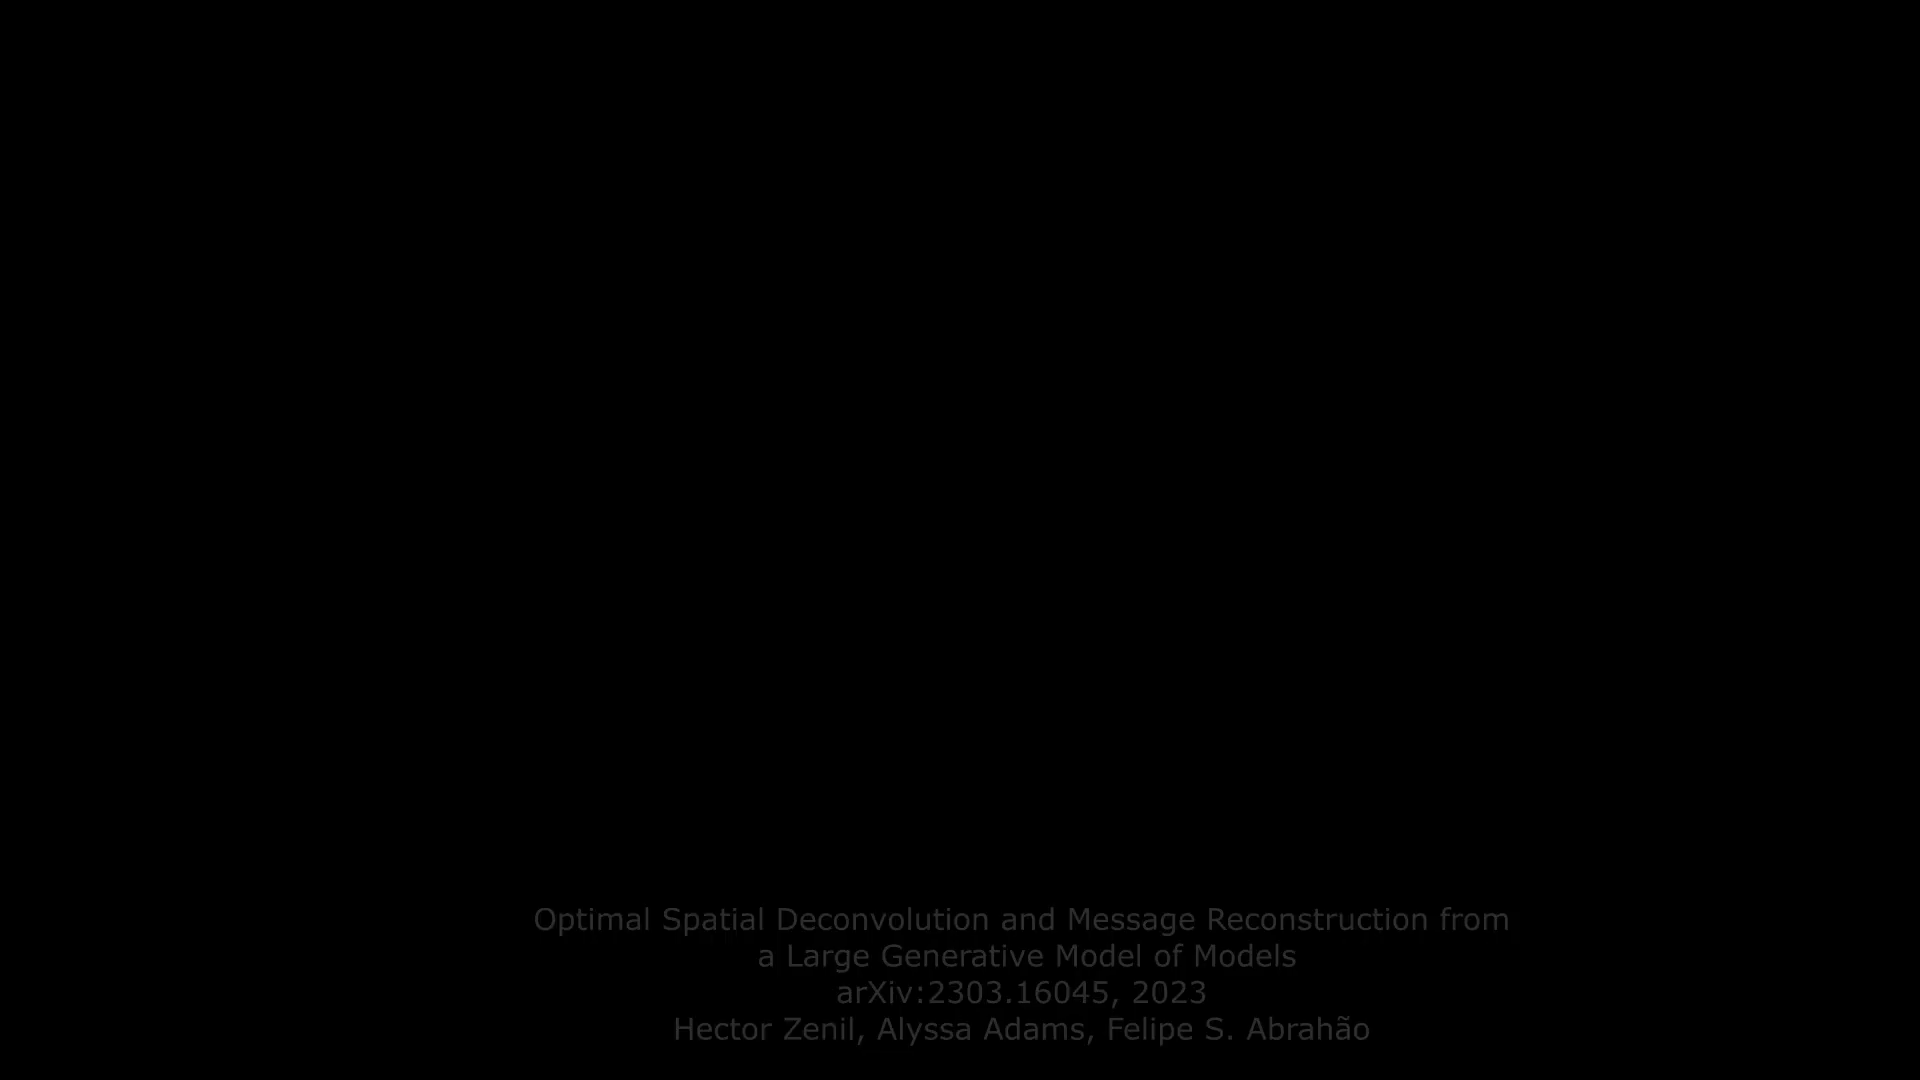 Optimal Spatial Deconvolution and Message Reconstruction from
a Large Generative Model of Models
arXiv:2303.16045, 2023
Hector Zenil, Alyssa Adams, Felipe S. Abrahão